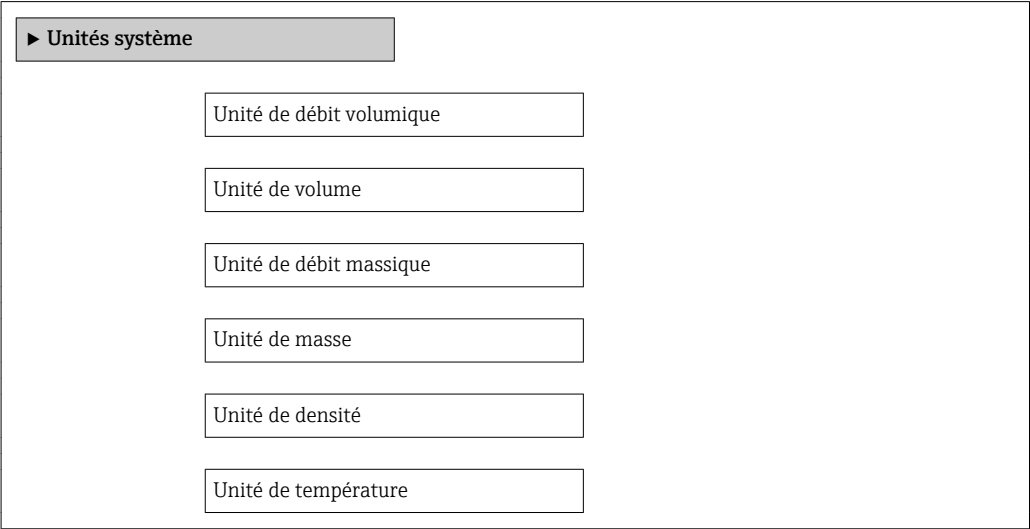 ▶ Unités système
Unité de débit volumique
Unité de volume
Unité de débit massique
Unité de masse
Unité de densité
Unité de température